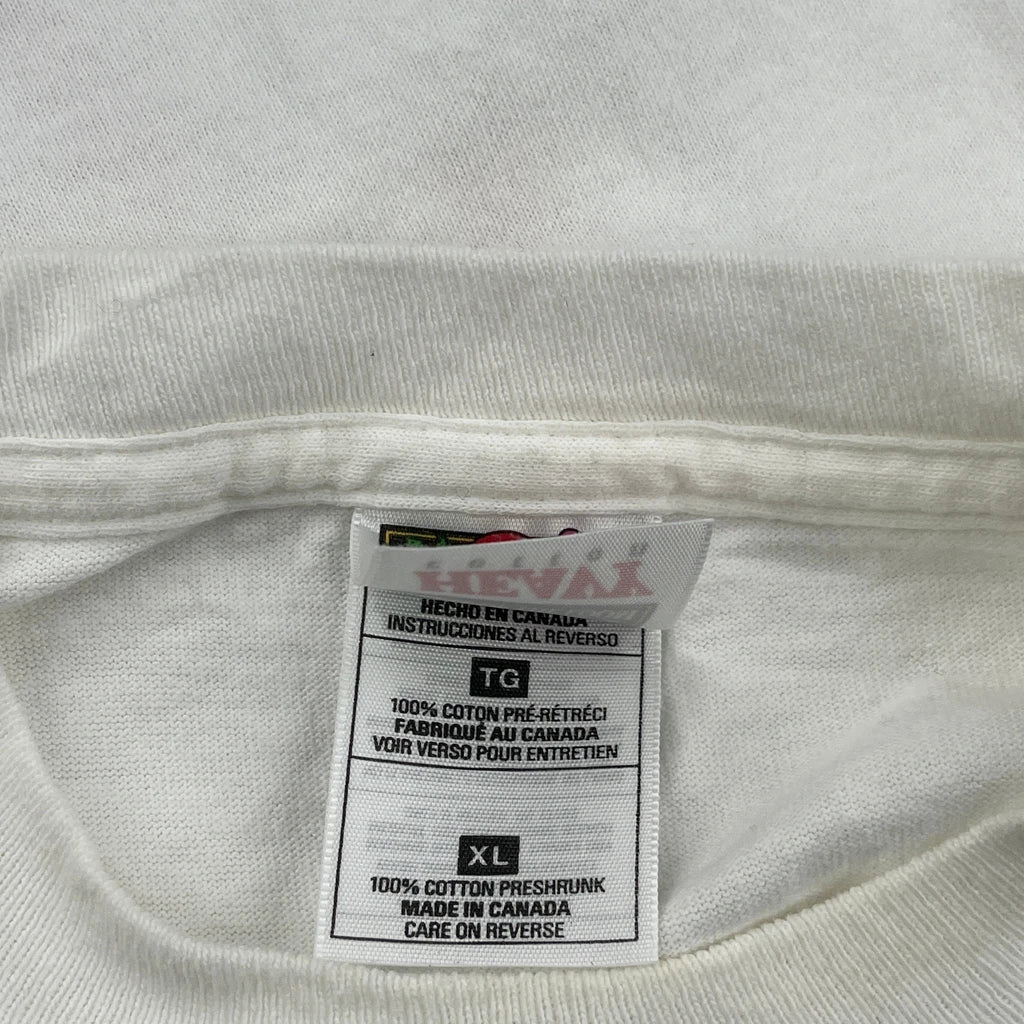 HEAVY
HECHO EN CANADA
INSTRUCCIONES AL REVERSO
TG
100% COTON PRÉ-RÉTRÉCI
FABRIQUÉ AU CANADA
VOIR VERSO POUR ENTRETIEN
XL
100% COTTON PRESHRUNK
MADE IN CANADA
CARE ON REVERSE